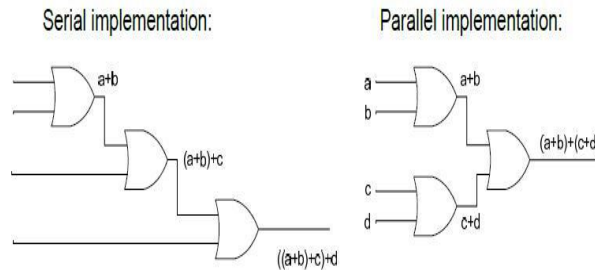 Serial implementation:
a+b
(a+b)+c
((a+b)+c)+d
Parallel implementation:
a
b
a+b
(a+b)+(c+d
c
d
c+d